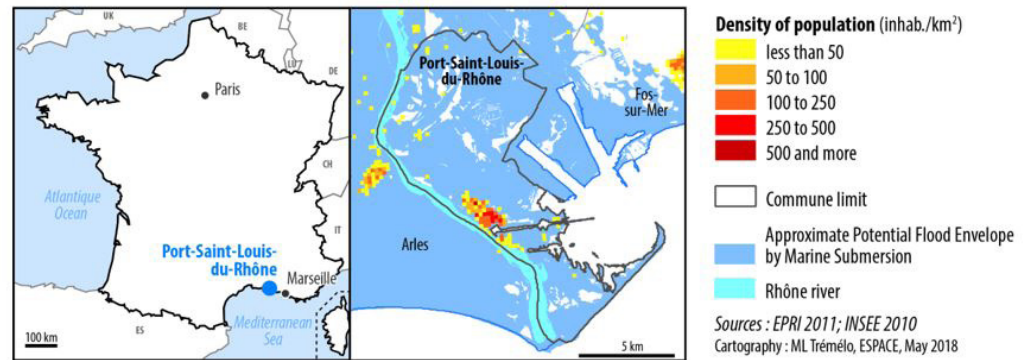 UK
BE
LU
DE
Paris
CH
Atlantique
Ocean
IT
Port-Saint-Louis-
du-Rhône
Marseille
100 km
ES
Mediterranean
Sea
Port-Saint-Louis-
du-Rhône
Fos-
sur-Mer
Arles
5 km
Density of population (inhab./km²)
less than 50
50 to 100
100 to 250
250 to 500
500 and more
Commune limit
Approximate Potential Flood Envelope
by Marine Submersion
Rhône river
Sources : EPRI 2011; INSEE 2010
Cartography : ML Trémélo, ESPACE, May 2018